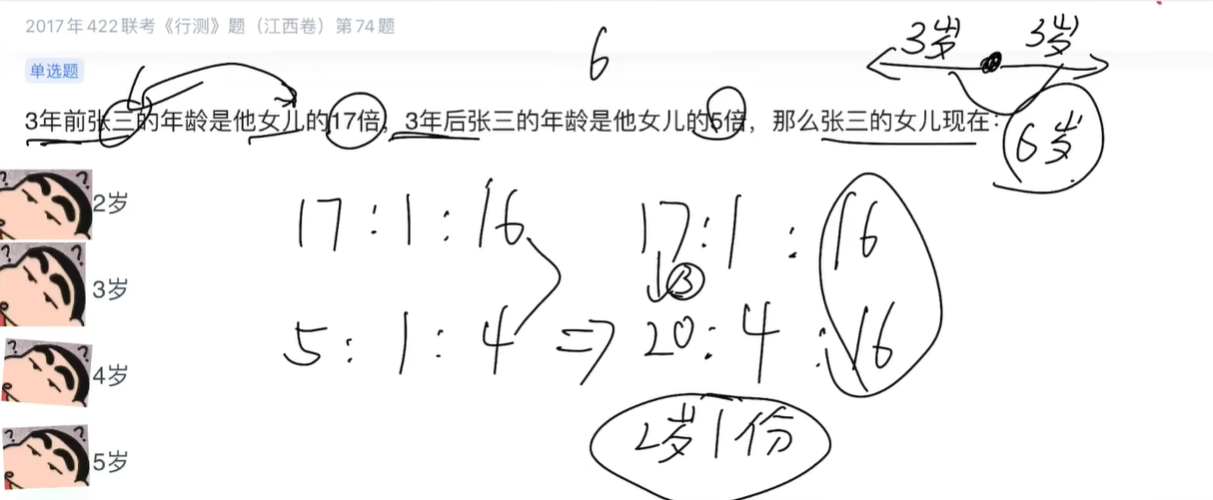 2017年422联考《行测》题（江西卷）第74题
6
3岁 3岁
单选题
3年前张三的年龄是他女儿的17倍，3年后张三的年龄是他女儿的5倍，那么张三的女儿现在：
6岁
2岁
17:1:16 17:1:16
3岁
↓③
5:1:4 => 20:4:16
4岁
2岁1份
5岁